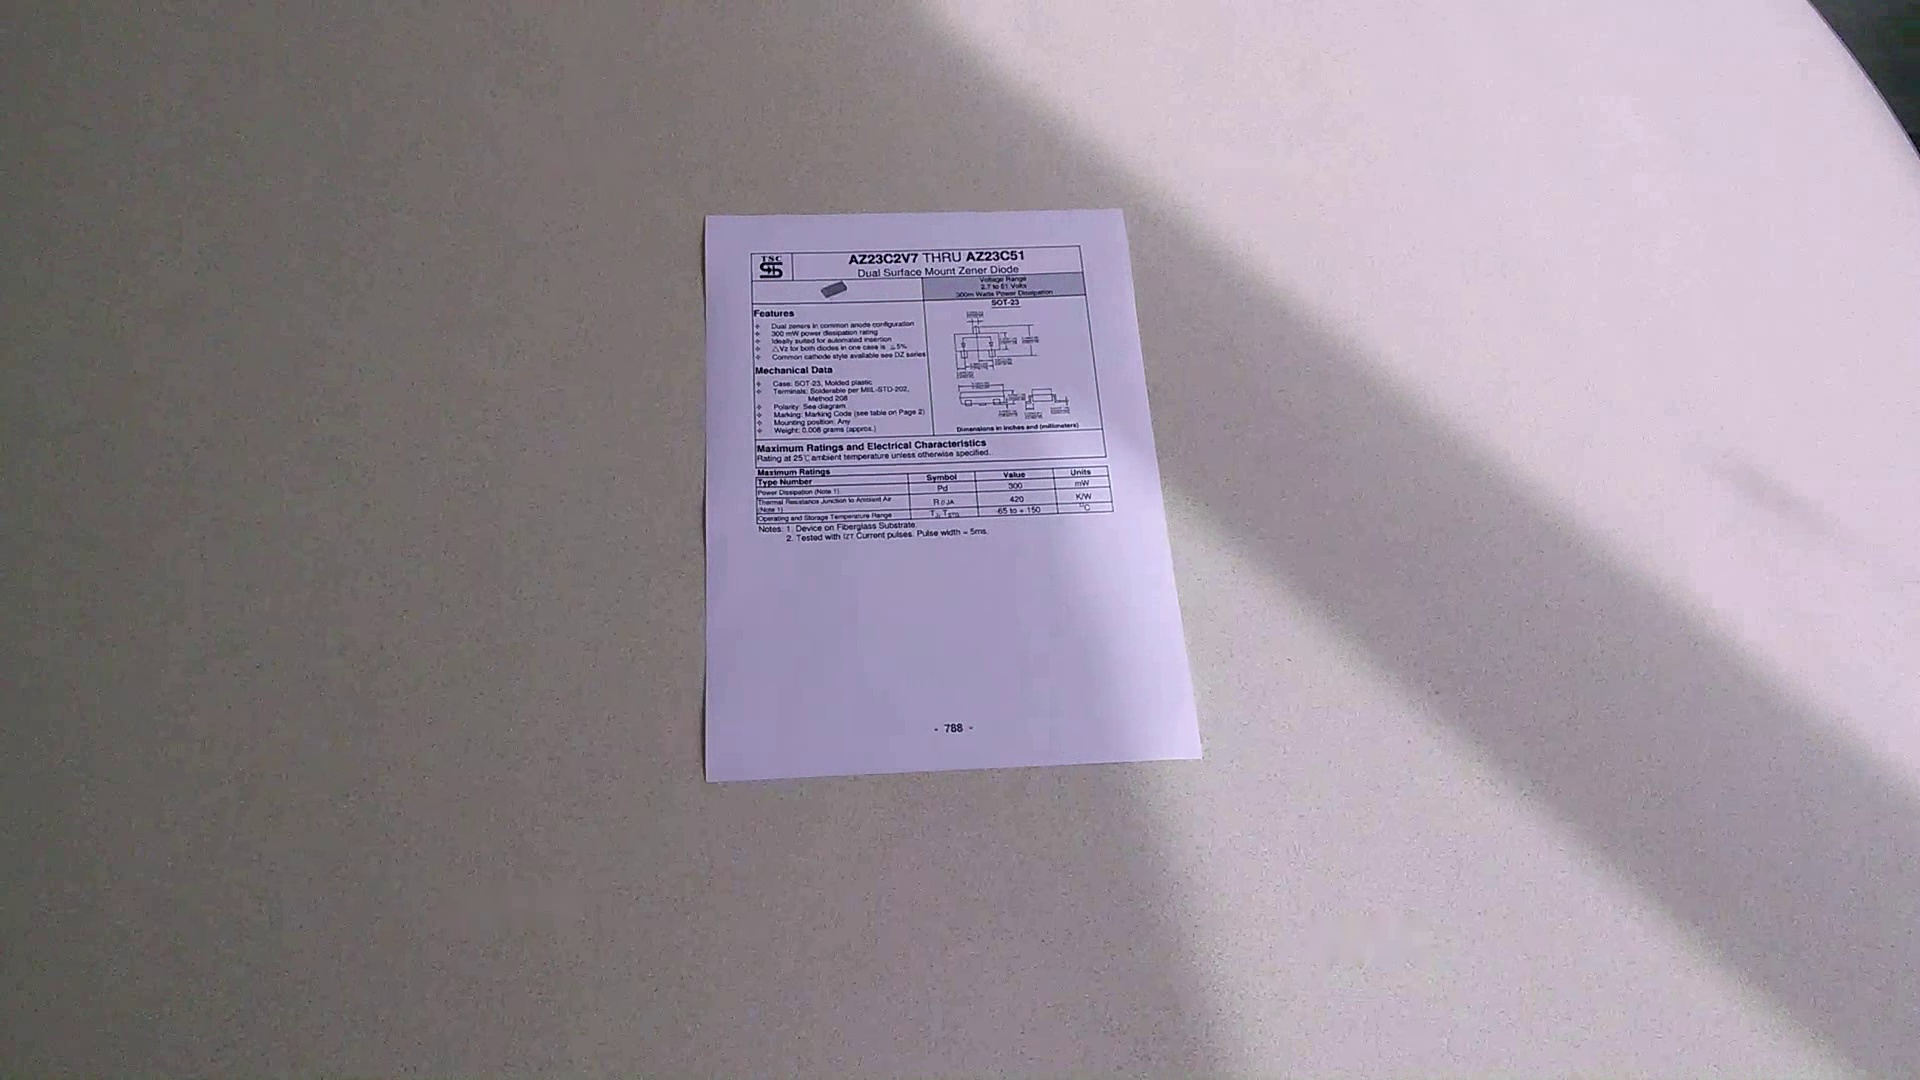 TSC
AZ23C2V7 THRU AZ23C51
Dual Surface Mount Zener Diode
Voltage Range
2.7 to 51 Volts
300m Watts Power Dissipation
SOT-23
Features
Dual zeners in common anode configuration
300 mW power dissipation rating
Ideally suited for automated insertion
△Vz for both diodes in one case is ≦5%
Common cathode style available see DZ series
Mechanical Data
Case: SOT-23, Molded plastic
Terminals: Solderable per MIIL-STD-202,
Method 208
Polarity: See diagram
Marking: Marking Code (see table on Page 2)
Mounting position: Any
Weight: 0.008 grams (approx.)
Dimensions in inches and (millimeters)
Maximum Ratings and Electrical Characteristics
Rating at 25℃ ambient temperature unless otherwise specified.
Maximum Ratings
Type Number Symbol Value Units
Power Dissipation (Note 1) Pd 300 mW
Thermal Resistance Junction to Ambient Air
(Note 1) RθJA 420 K/W
Operating and Storage Temperature Range TJ, TSTG -65 to + 150 °C
Notes: 1. Device on Fiberglass Substrate.
2. Tested with IZT Current pulses. Pulse width = 5ms.
- 788 -